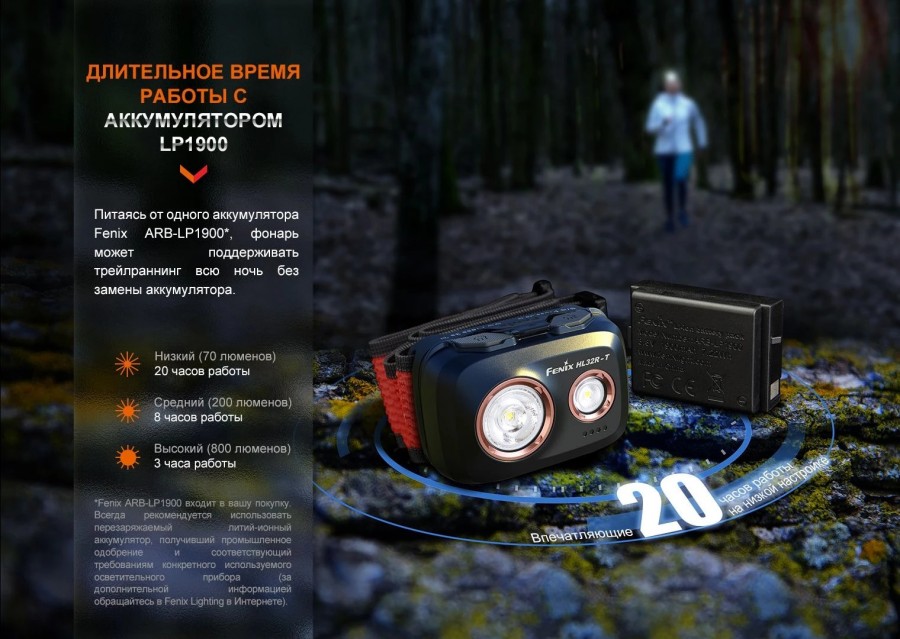 ДЛИТЕЛЬНОЕ ВРЕМЯ
РАБОТЫ С
АККУМУЛЯТОРОМ
LP1900
Питаясь от одного аккумулятора
Fenix ARB-LP1900*, фонарь
может поддерживать
трейлраннинг всю ночь без
замены аккумулятора.
Низкий (70 люменов)
20 часов работы
Средний (200 люменов)
8 часов работы
Высокий (800 люменов)
3 часа работы
*Fenix ARB-LP1900 входит в вашу покупку.
Всегда рекомендуется использовать
перезаряжаемый литий-ионный
аккумулятор, получивший промышленное
одобрение и соответствующий
требованиям конкретного используемого
осветительного прибора (за
дополнительной информацией
обращайтесь в Fenix Lighting в Интернете).
FENIX HL32R-T
Fenix
FC CE
Впечатляющие 20 часов работы
на низкой настройке